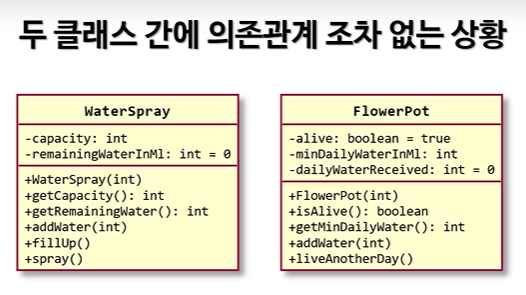 두 클래스 간에 의존관계 조차 없는 상황
WaterSpray
-capacity: int
-remainingWaterInMl: int = 0
+WaterSpray(int)
+getCapacity(): int
+getRemainingWater(): int
+addWater(int)
+fillUp()
+spray()
FlowerPot
-alive: boolean = true
-minDailyWaterInMl: int
-dailyWaterReceived: int = 0
+FlowerPot(int)
+isAlive(): boolean
+getMinDailyWater(): int
+addWater(int)
+liveAnotherDay()